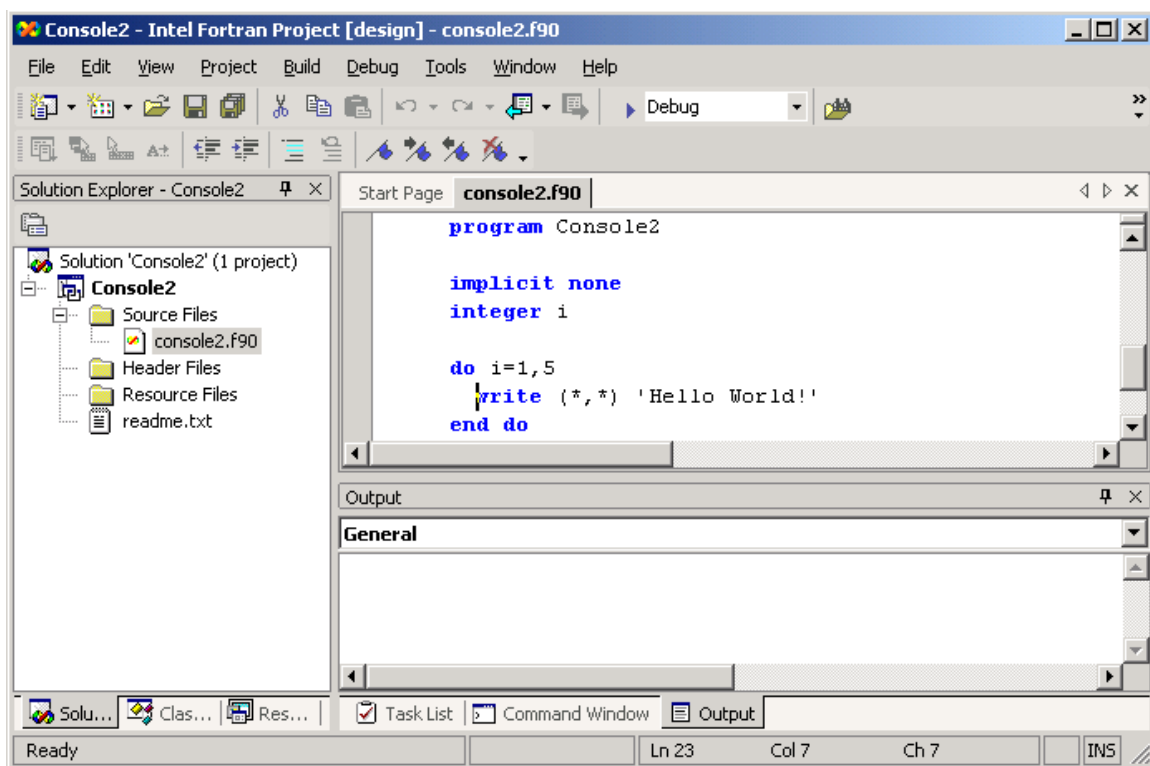 Console2 - Intel Fortran Project [design] - console2.f90
File Edit View Project Build Debug Tools Window Help
Debug
Solution Explorer - Console2
Solution 'Console2' (1 project)
Console2
Source Files
console2.f90
Header Files
Resource Files
readme.txt
Solu... Clas... Res...
Start Page console2.f90
program Console2
implicit none
integer i
do i=1,5
write (*,*) 'Hello World!'
end do
Output
General
Task List Command Window Output
Ready Ln 23 Col 7 Ch 7 INS